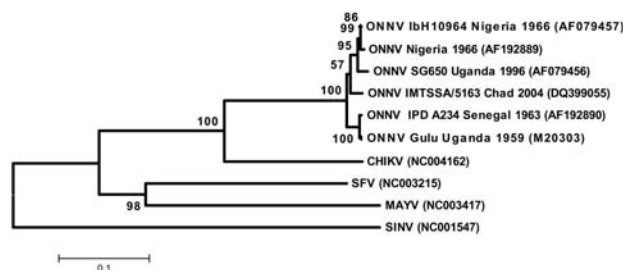 86
99
ONNV IbH10964 Nigeria 1966 (AF079457)
95
ONNV Nigeria 1966 (AF192889)
57
ONNV SG650 Uganda 1996 (AF079456)
100
ONNV IMTSSA/5163 Chad 2004 (DQ399055)
ONNV IPD A234 Senegal 1963 (AF192890)
100
100
ONNV Gulu Uganda 1959 (M20303)
CHIKV (NC004162)
SFV (NC003215)
98
MAYV (NC003417)
SINV (NC001547)
0.1